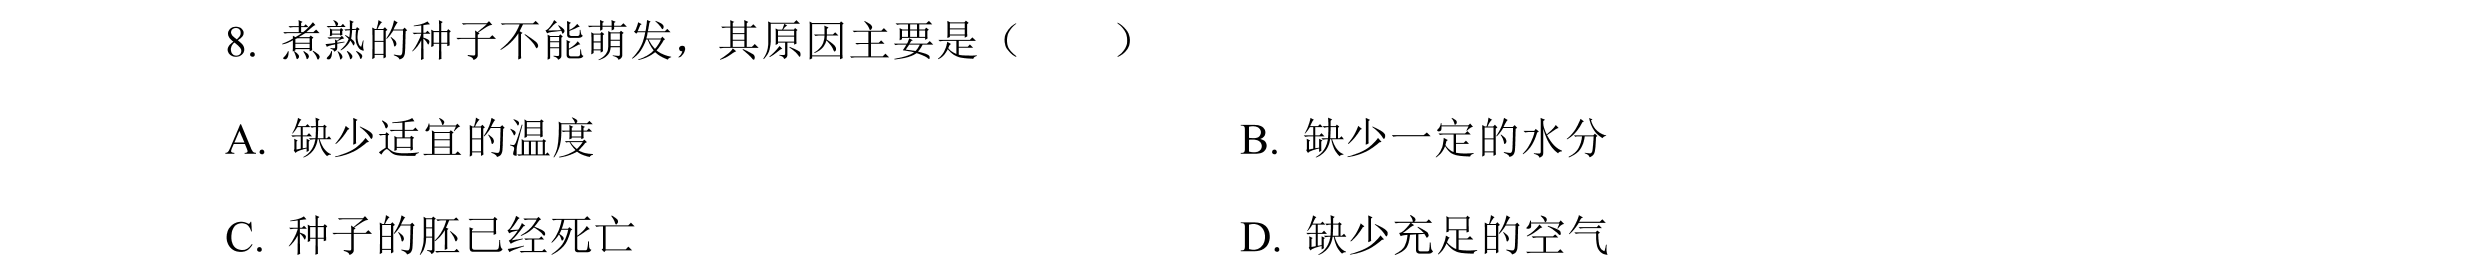 8. 煮熟的种子不能萌发，其原因主要是（　　）
A. 缺少适宜的温度　　B. 缺少一定的水分
C. 种子的胚已经死亡　　D. 缺少充足的空气